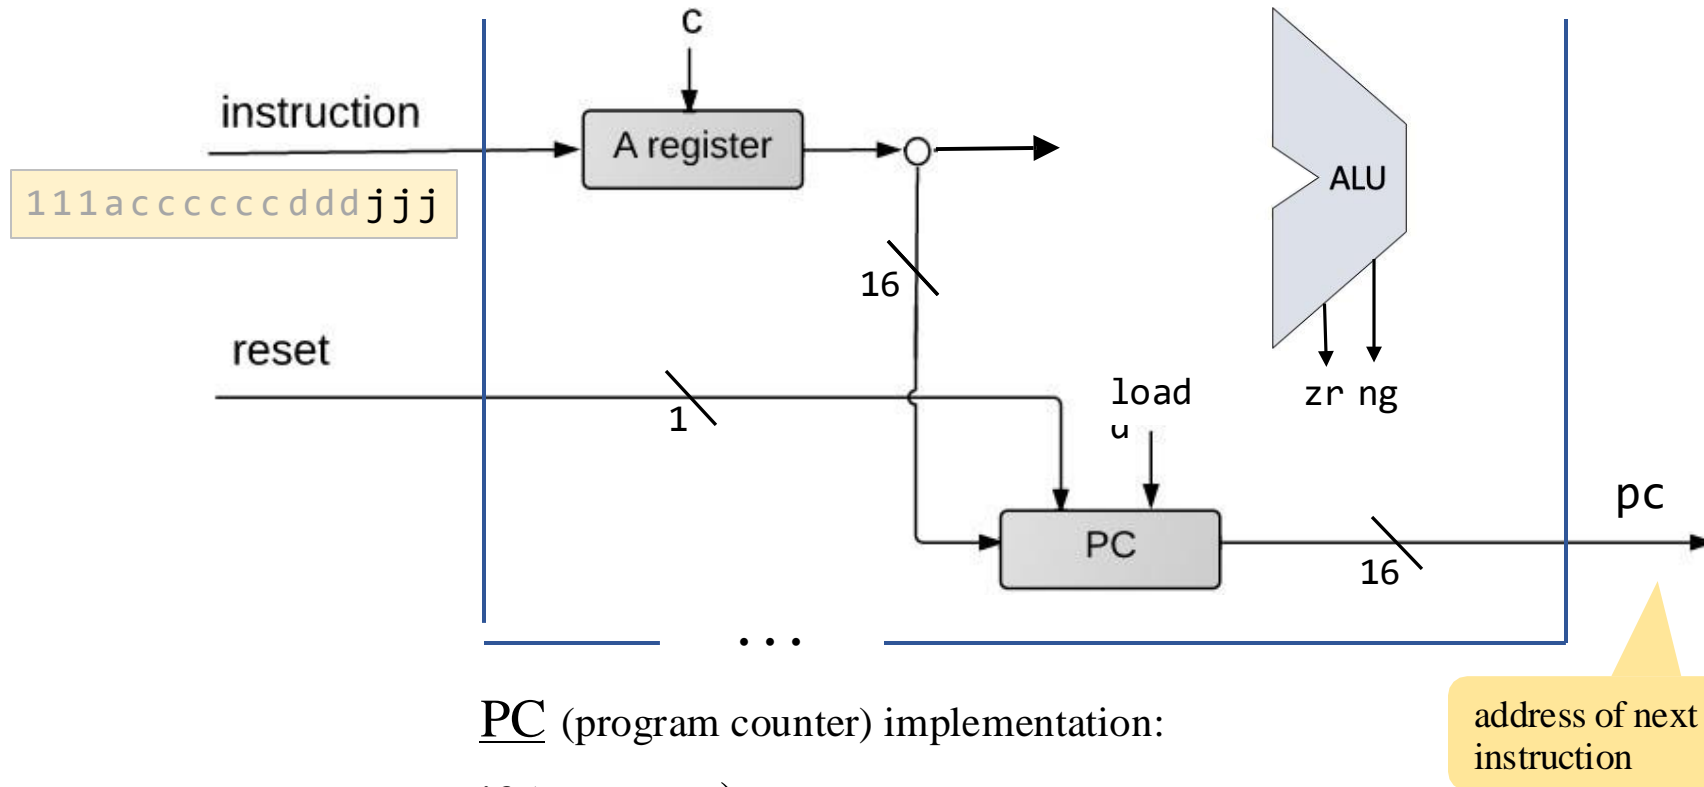 c
instruction
A register
111accccccdddjjj
ALU
16
reset
1
load
zr ng
pc
PC
16
...
PC (program counter) implementation:
address of next
instruction